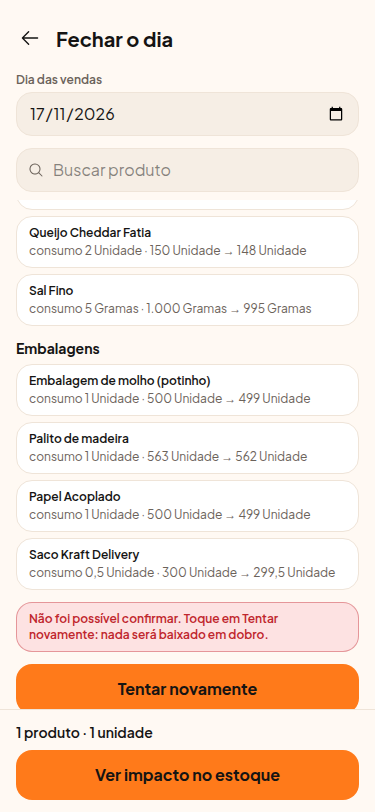 Fechar o dia
Dia das vendas
17/11/2026
Buscar produto
Queijo Cheddar Fatia
consumo 2 Unidade · 150 Unidade → 148 Unidade
Sal Fino
consumo 5 Gramas · 1.000 Gramas → 995 Gramas
Embalagens
Embalagem de molho (potinho)
consumo 1 Unidade · 500 Unidade → 499 Unidade
Palito de madeira
consumo 1 Unidade · 563 Unidade → 562 Unidade
Papel Acoplado
consumo 1 Unidade · 500 Unidade → 499 Unidade
Saco Kraft Delivery
consumo 0,5 Unidade · 300 Unidade → 299,5 Unidade
Não foi possível confirmar. Toque em Tentar
novamente: nada será baixado em dobro.
Tentar novamente
1 produto · 1 unidade
Ver impacto no estoque